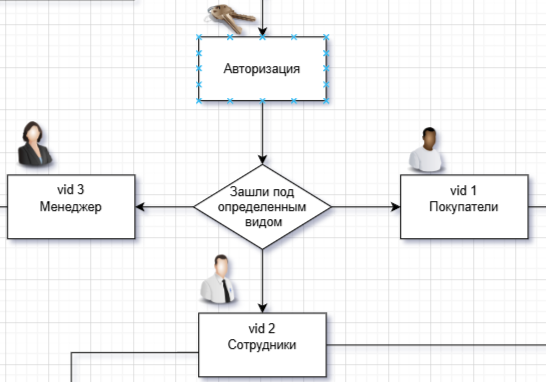 Авторизация
Зашли под
определенным
видом
vid 3
Менеджер
vid 1
Покупатели
vid 2
Сотрудники